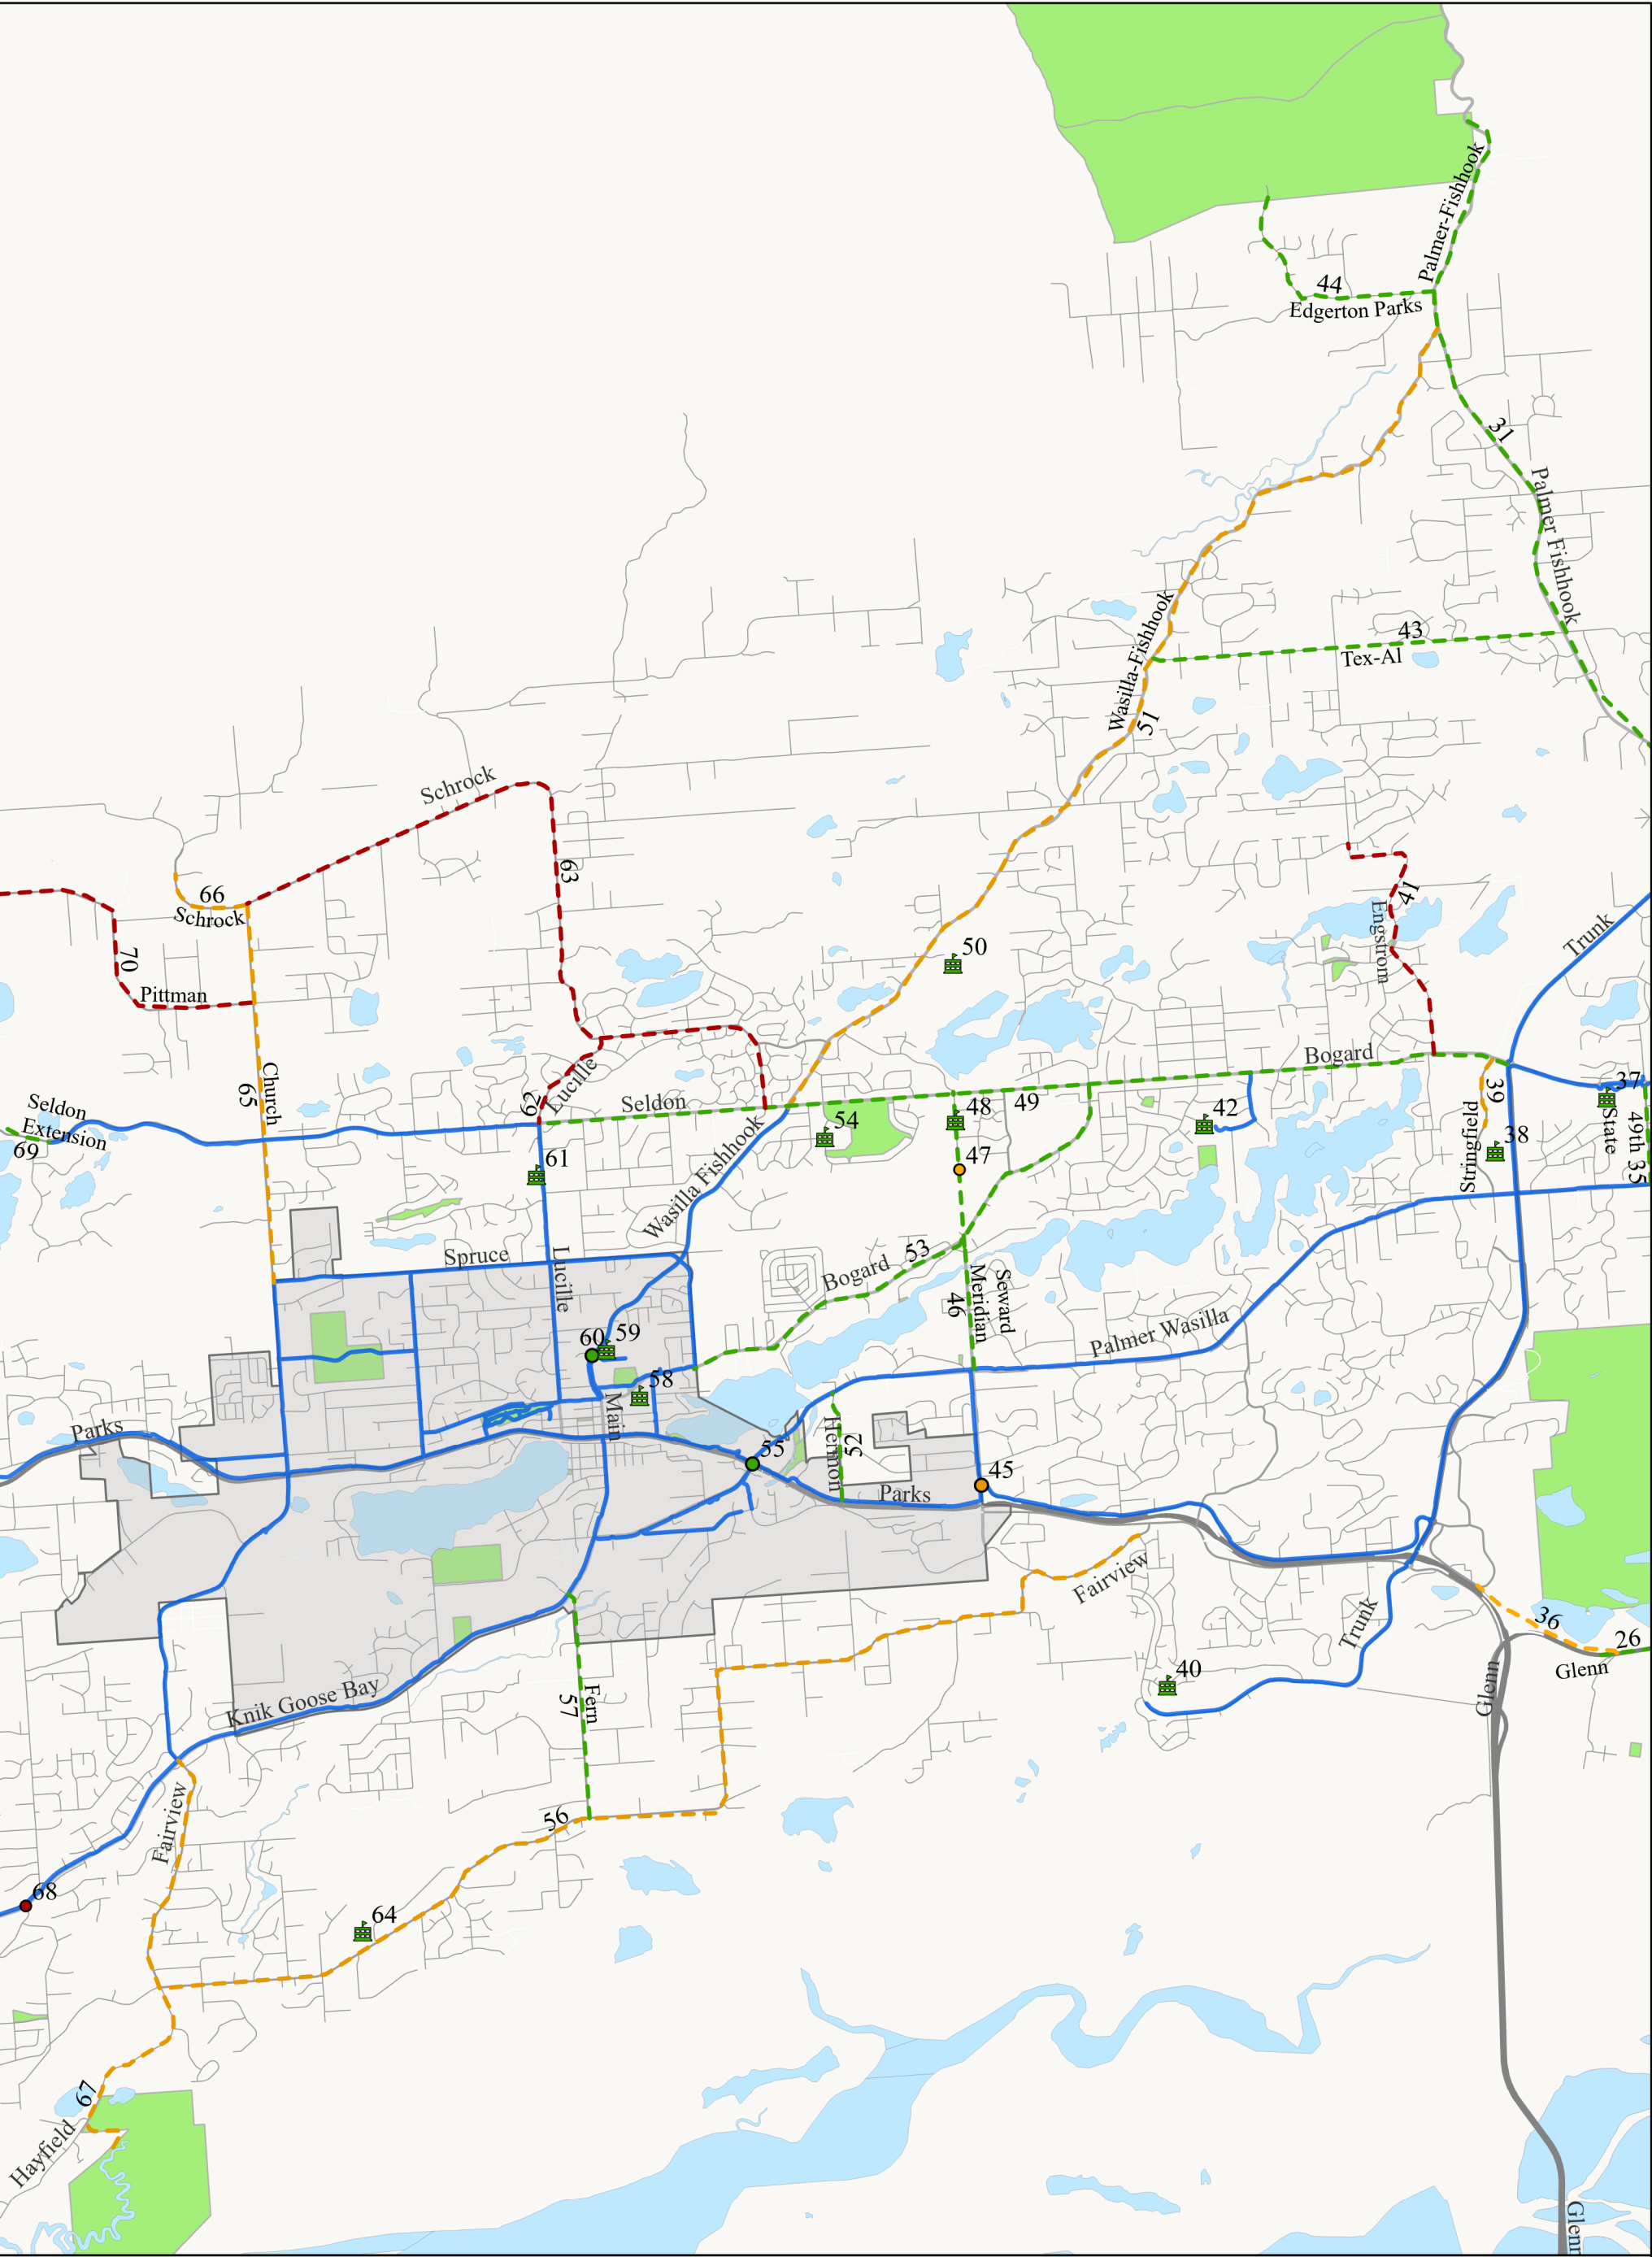 Palmer-Fishhook
44
Edgerton Parks
31
Palmer Fishhook
43
Tex-Al
Wasilla-Fishhook
51
Schrock
63
66
Schrock
41
Engstrom
Trunk
50
70
Pittman
Church
65
Bogard
37
39
62
Lucille
Seldon
49
48
42
State
49th
35
Seldon
Extension
69
54
38
Stringfield
61
47
Wasilla Fishhook
Spruce
Lucille
Bogard
53
Seward
Meridian
46
Palmer Wasilla
60
59
58
Main
Parks
Hermon
52
55
45
Parks
Fairview
Trunk
36
26
Glenn
Glenn
40
Knik Goose Bay
Fern
57
Fairview
56
68
64
67
Hayfield
Glenn